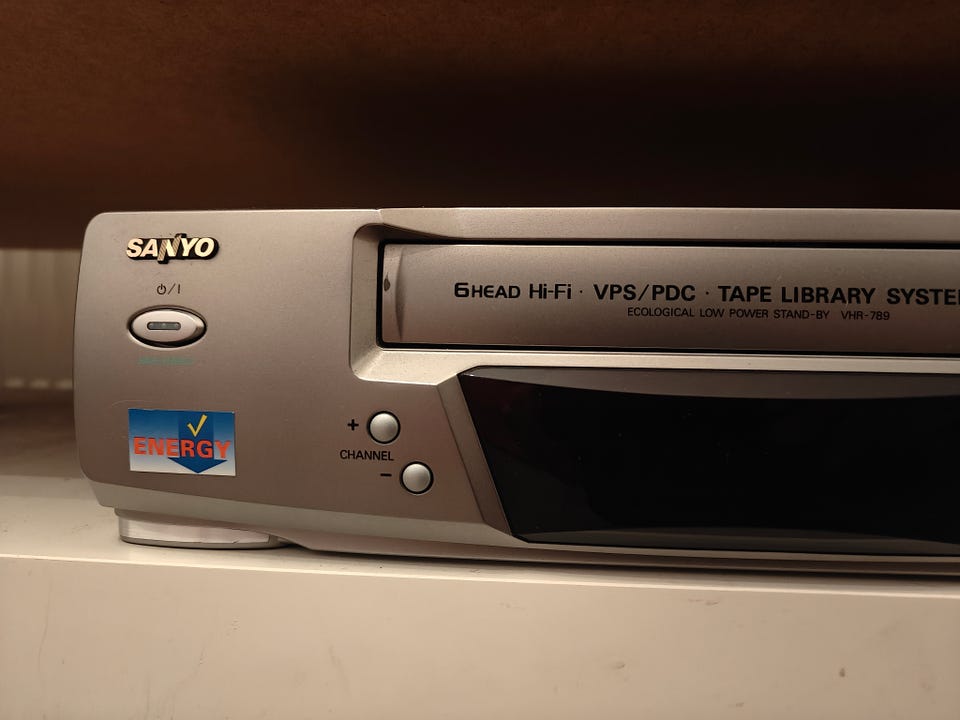 SANYO
⏻/I
6HEAD Hi-Fi · VPS/PDC · TAPE LIBRARY SYSTE
ECOLOGICAL LOW POWER STAND-BY VHR-789
ENERGY
+
CHANNEL
−